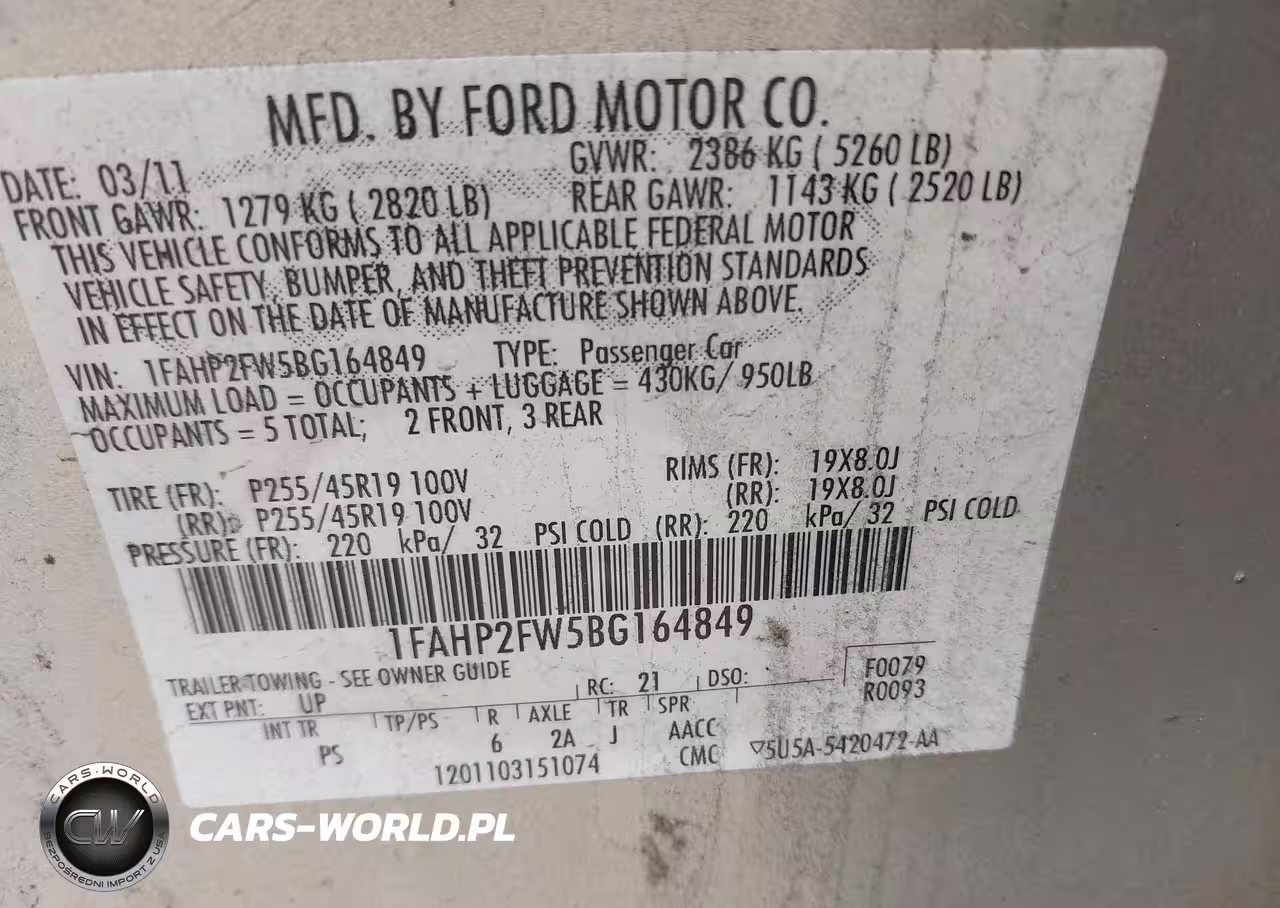 MFD. BY FORD MOTOR CO.
DATE: 03/11 GVWR: 2386 KG ( 5260 LB)
FRONT GAWR: 1279 KG ( 2820 LB) REAR GAWR: 1143 KG ( 2520 LB)
THIS VEHICLE CONFORMS TO ALL APPLICABLE FEDERAL MOTOR
VEHICLE SAFETY, BUMPER, AND THEFT PREVENTION STANDARDS
IN EFFECT ON THE DATE OF MANUFACTURE SHOWN ABOVE.
VIN: 1FAHP2FW5BG164849 TYPE: Passenger Car
MAXIMUM LOAD = OCCUPANTS + LUGGAGE = 430KG/ 950LB
OCCUPANTS = 5 TOTAL; 2 FRONT, 3 REAR
TIRE (FR): P255/45R19 100V RIMS (FR): 19X8.0J
(RR): P255/45R19 100V (RR): 19X8.0J
PRESSURE (FR): 220 kPa/ 32 PSI COLD (RR): 220 kPa/ 32 PSI COLD
1FAHP2FW5BG164849
TRAILER TOWING - SEE OWNER GUIDE F0079
EXT PNT: UP RC: 21 DSO: R0093
INT TR TP/PS R AXLE TR SPR
PS 6 2A J AACC
1201103151074 CMC ▽5U5A-5420472-AA
CARS-WORLD
CW
BEZPOŚREDNI IMPORT Z USA
CARS-WORLD.PL